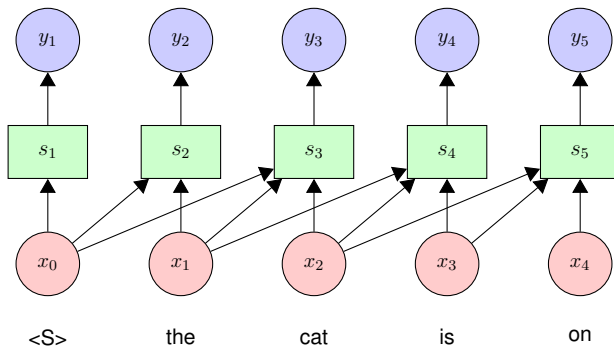 y₁ y₂ y₃ y₄ y₅
s₁ s₂ s₃ s₄ s₅
x₀ x₁ x₂ x₃ x₄
<S> the cat is on